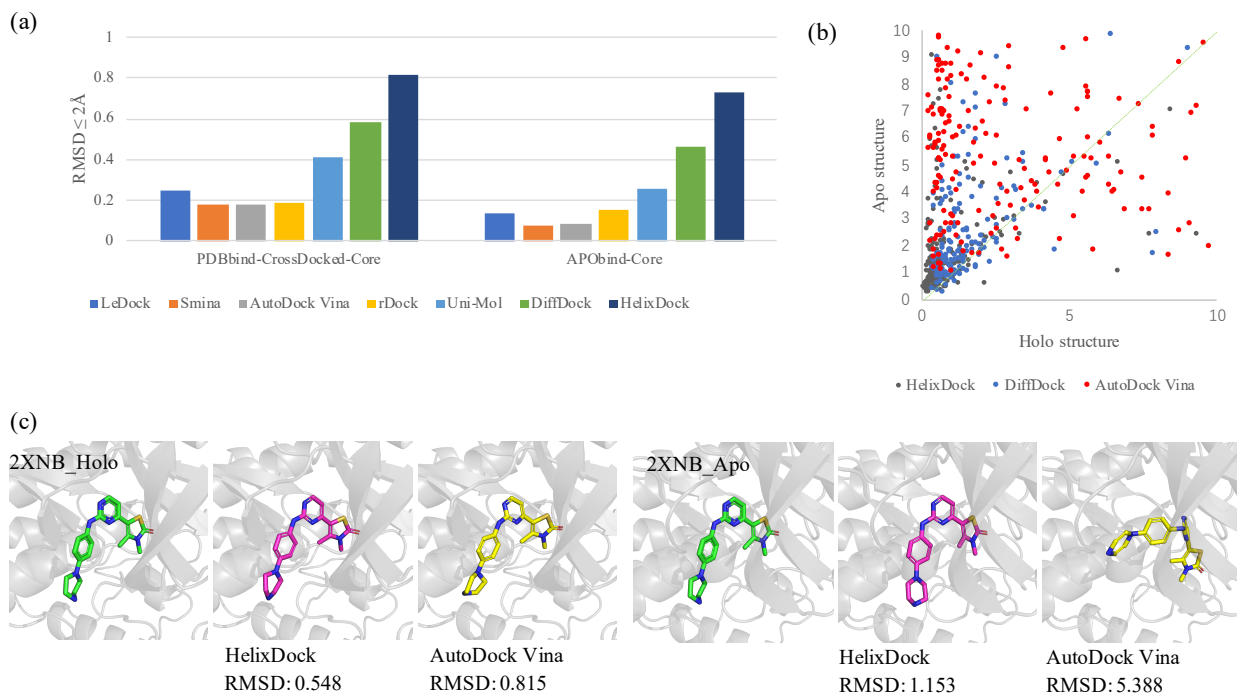 (a)
1
0.8
0.6
0.4
0.2
0
RMSD ≤ 2Å
PDBbind-CrossDocked-Core
APObind-Core
LeDock
Smina
AutoDock Vina
rDock
Uni-Mol
DiffDock
HelixDock
(b)
10
9
8
7
6
5
4
3
2
1
0
Apo structure
0
5
10
Holo structure
HelixDock
DiffDock
AutoDock Vina
(c)
2XNB_Holo
HelixDock
RMSD: 0.548
AutoDock Vina
RMSD: 0.815
2XNB_Apo
HelixDock
RMSD: 1.153
AutoDock Vina
RMSD: 5.388